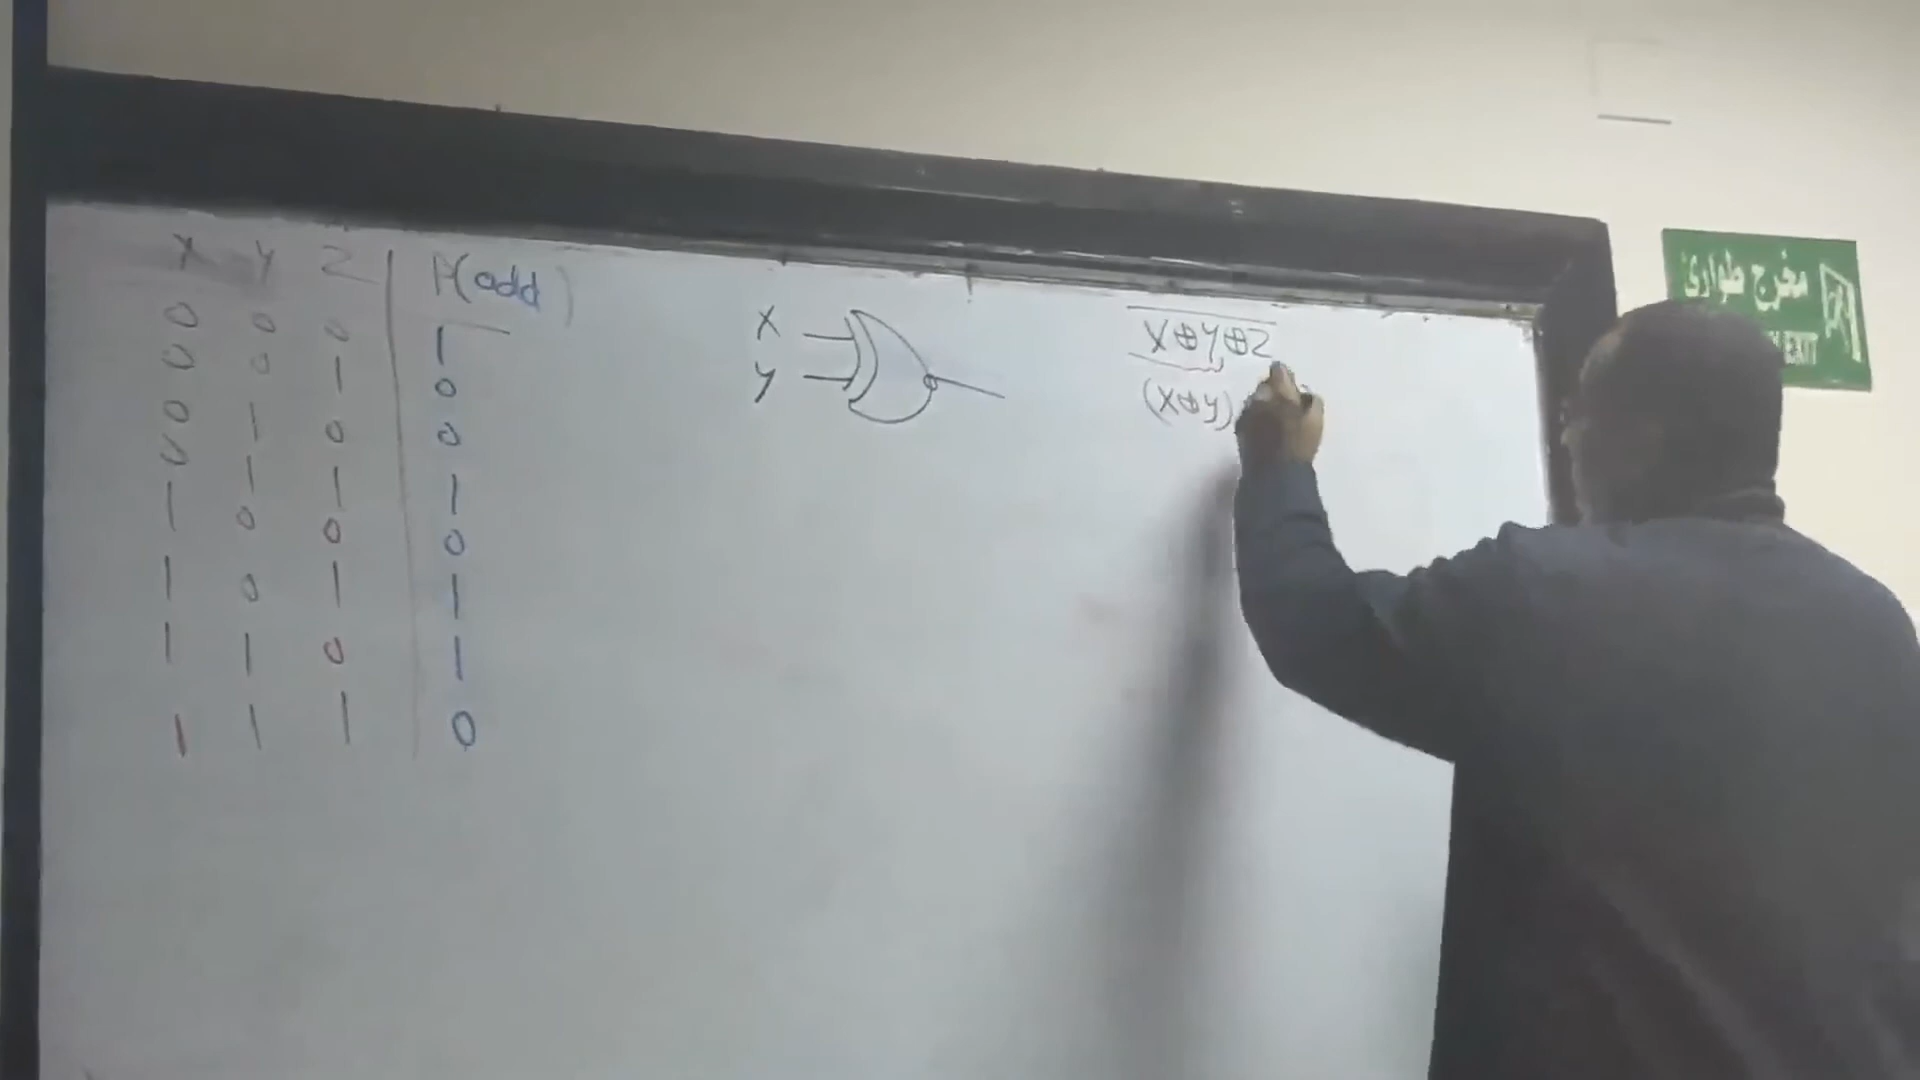 X Y Z P(add)
0 0 0 1
0 0 1 0
0 1 0 0
0 1 1 1
1 0 0 0
1 0 1 1
1 1 0 1
1 1 1 0
X
Y
X⊕Y⊕Z
(X⊕Y)
مخرج طوارئ
EXIT